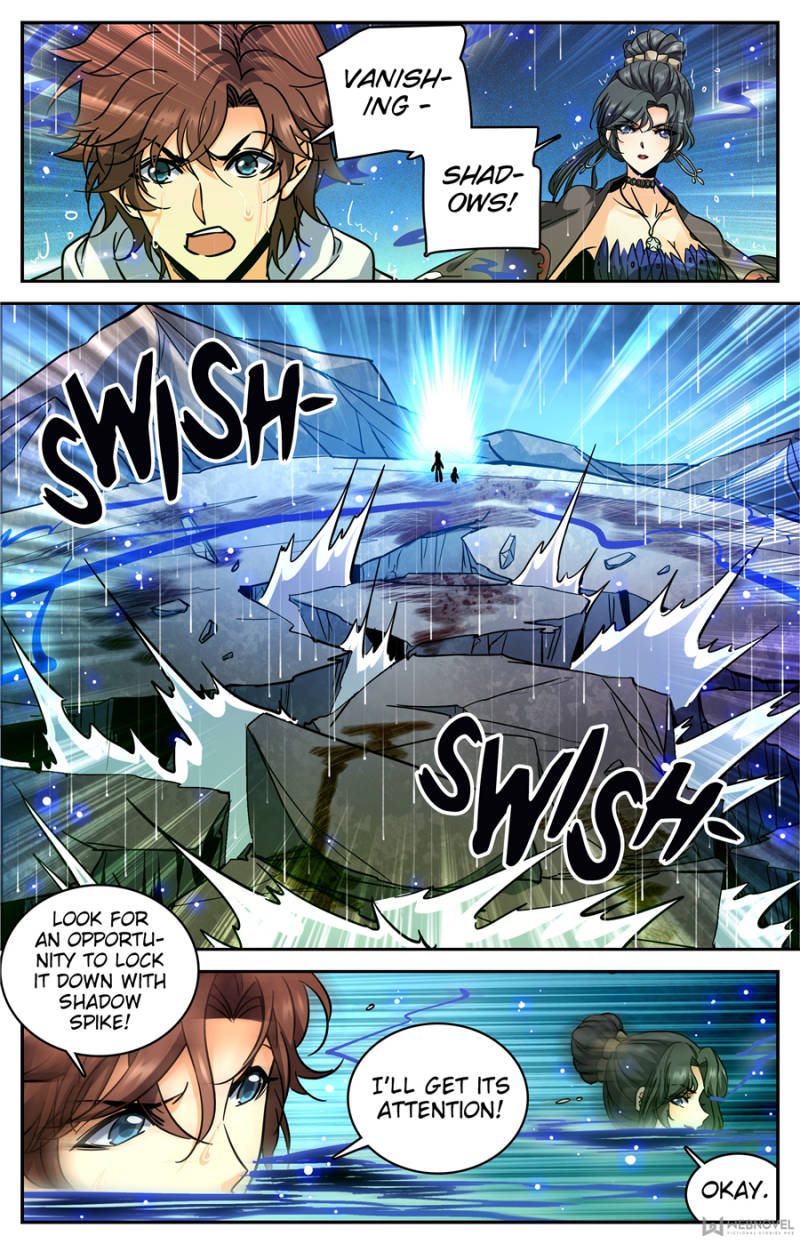 VANISH-
ING -
SHAD-
OWS!
SWISH-
SWISH-
LOOK FOR
AN OPPORTU-
NITY TO LOCK
IT DOWN WITH
SHADOW
SPIKE!
I'LL GET ITS
ATTENTION!
OKAY.
WEBNOVEL